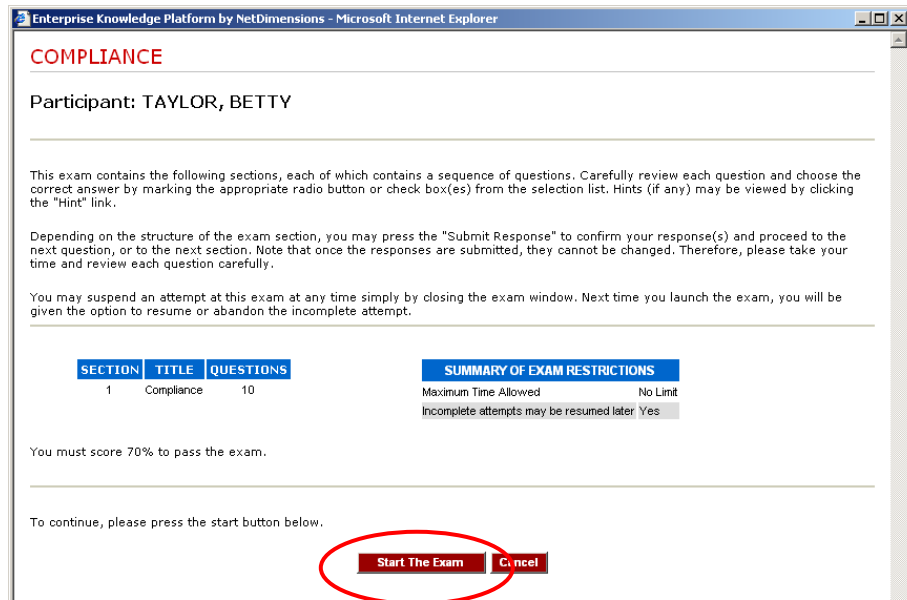 Enterprise Knowledge Platform by NetDimensions - Microsoft Internet Explorer
COMPLIANCE
Participant: TAYLOR, BETTY
This exam contains the following sections, each of which contains a sequence of questions. Carefully review each question and choose the
correct answer by marking the appropriate radio button or check box(es) from the selection list. Hints (if any) may be viewed by clicking
the "Hint" link.
Depending on the structure of the exam section, you may press the "Submit Response" to confirm your response(s) and proceed to the
next question, or to the next section. Note that once the responses are submitted, they cannot be changed. Therefore, please take your
time and review each question carefully.
You may suspend an attempt at this exam at any time simply by closing the exam window. Next time you launch the exam, you will be
given the option to resume or abandon the incomplete attempt.
SECTION TITLE QUESTIONS
1 Compliance 10
SUMMARY OF EXAM RESTRICTIONS
Maximum Time Allowed No Limit
Incomplete attempts may be resumed later Yes
You must score 70% to pass the exam.
To continue, please press the start button below.
Start The Exam Cancel